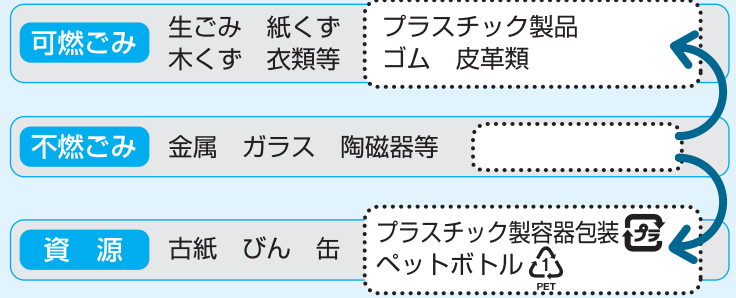 可燃ごみ
生ごみ　紙くず
木くず　衣類等
プラスチック製品
ゴム　皮革類
不燃ごみ
金属　ガラス　陶磁器等
資　源
古紙　びん　缶
プラスチック製容器包装 プラ
ペットボトル 1
PET